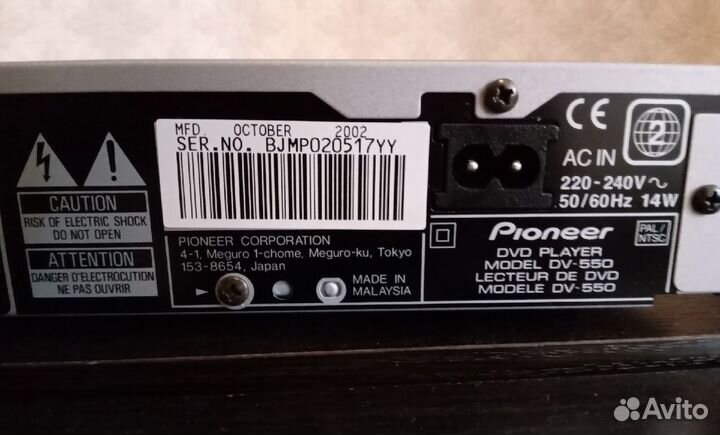 MFD. OCTOBER 2002
SER.NO. BJMP020517YY
CAUTION
RISK OF ELECTRIC SHOCK
DO NOT OPEN
ATTENTION
DANGER D'ELECTROCUTION
NE PAS OUVRIR
PIONEER CORPORATION
4-1, Meguro 1-chome, Meguro-ku, Tokyo
153-8654, Japan
MADE IN
MALAYSIA
CE
2
AC IN
220-240V~
50/60Hz 14W
Pioneer
DVD PLAYER
MODEL DV-550
LECTEUR DE DVD
MODELE DV-550
PAL//
NTSC
Avito